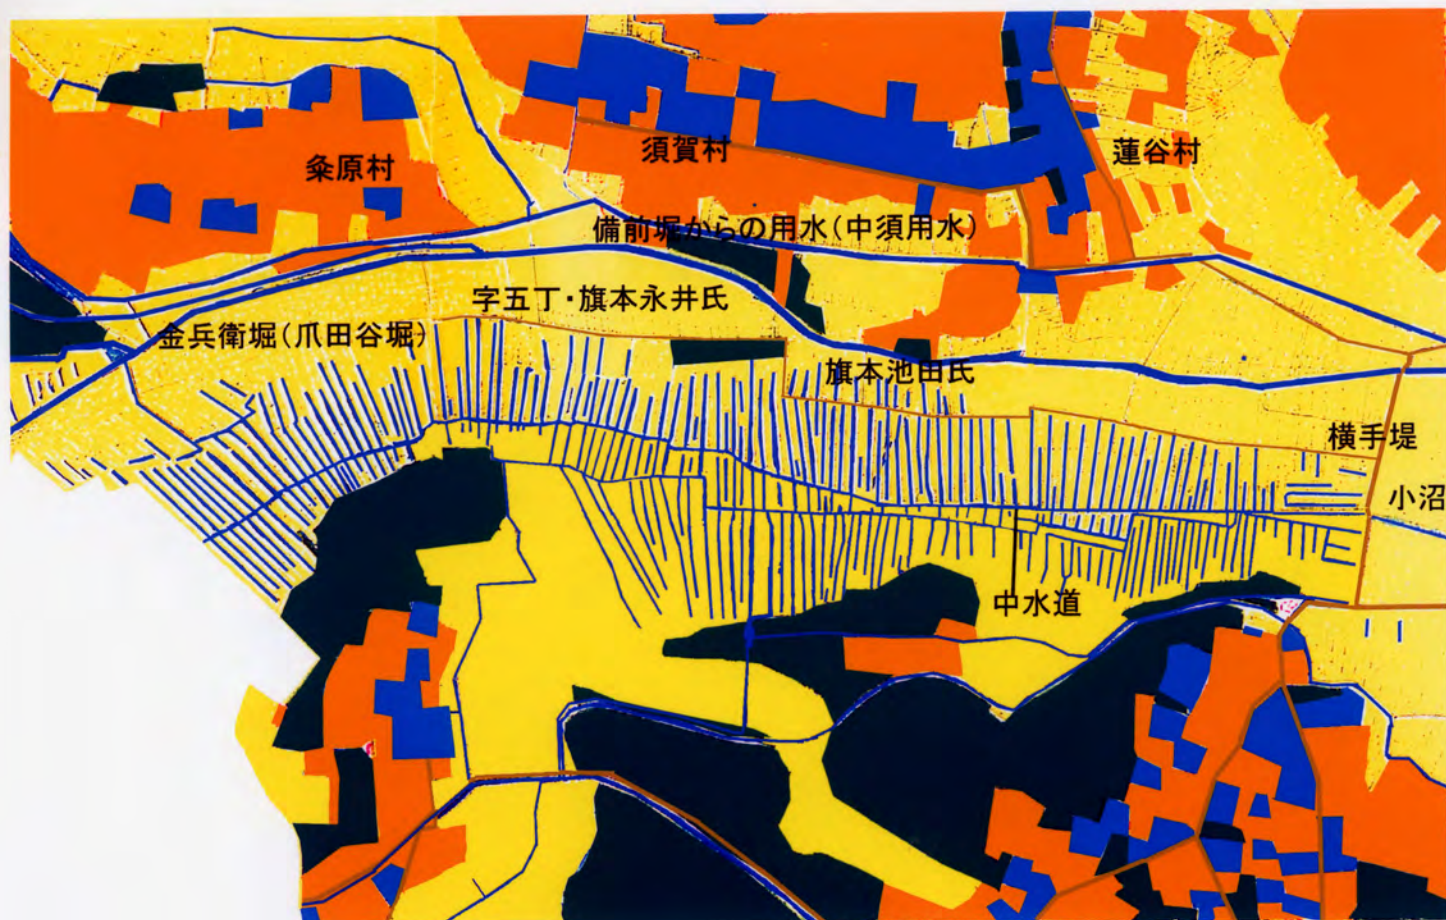 粂原村
須賀村
蓮谷村
備前堀からの用水(中須用水)
字五丁・旗本永井氏
金兵衛堀(爪田谷堀)
旗本池田氏
横手堤
小沼
中水道